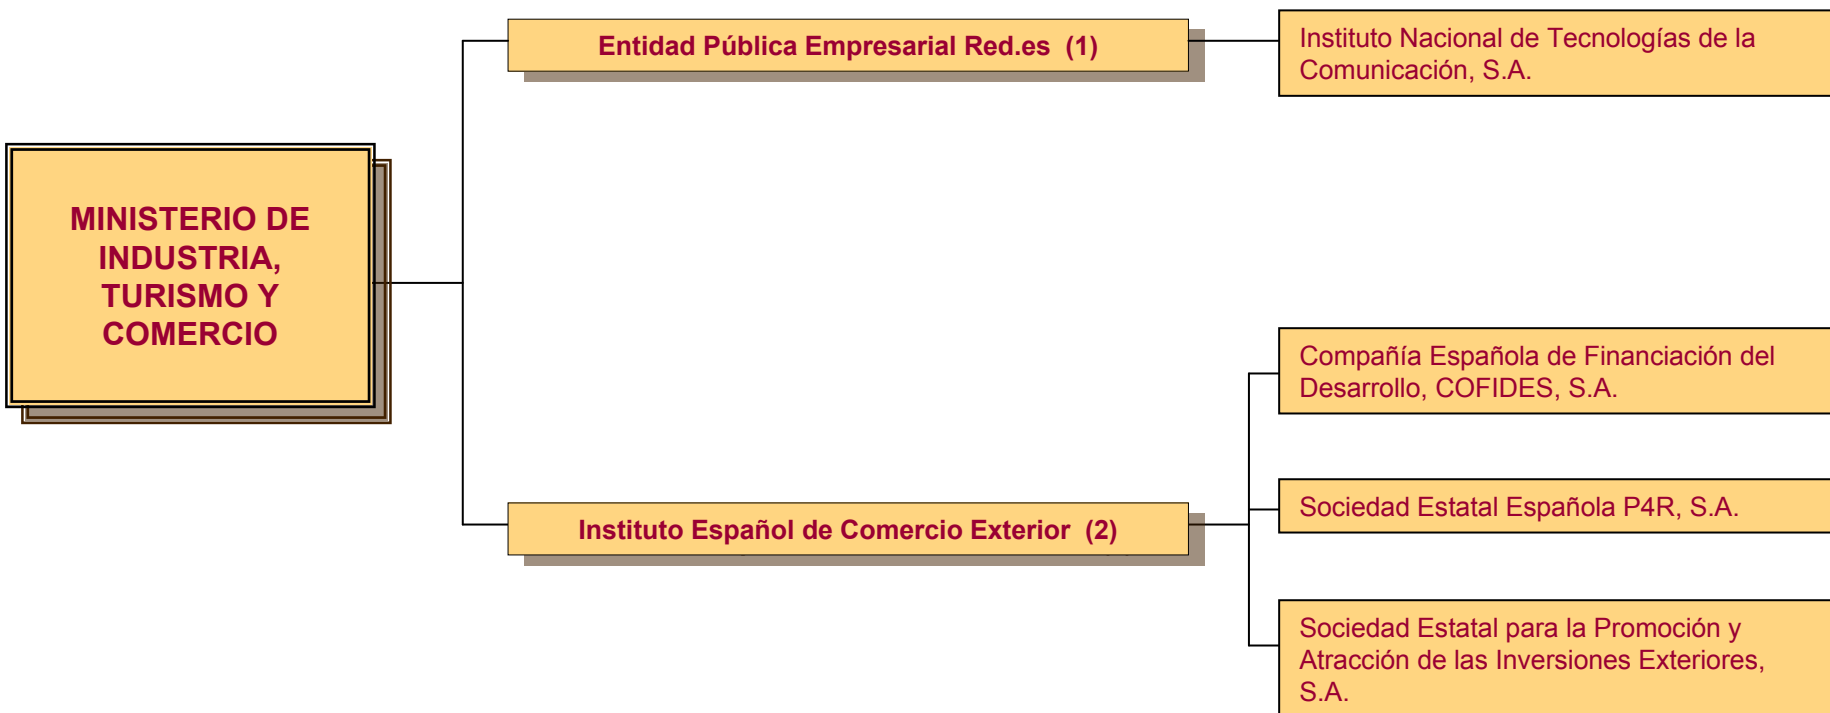 Entidad Pública Empresarial Red.es (1)
Instituto Nacional de Tecnologías de la
Comunicación, S.A.
MINISTERIO DE
INDUSTRIA,
TURISMO Y
COMERCIO
Compañía Española de Financiación del
Desarrollo, COFIDES, S.A.
Instituto Español de Comercio Exterior (2)
Sociedad Estatal Española P4R, S.A.
Sociedad Estatal para la Promoción y
Atracción de las Inversiones Exteriores,
S.A.